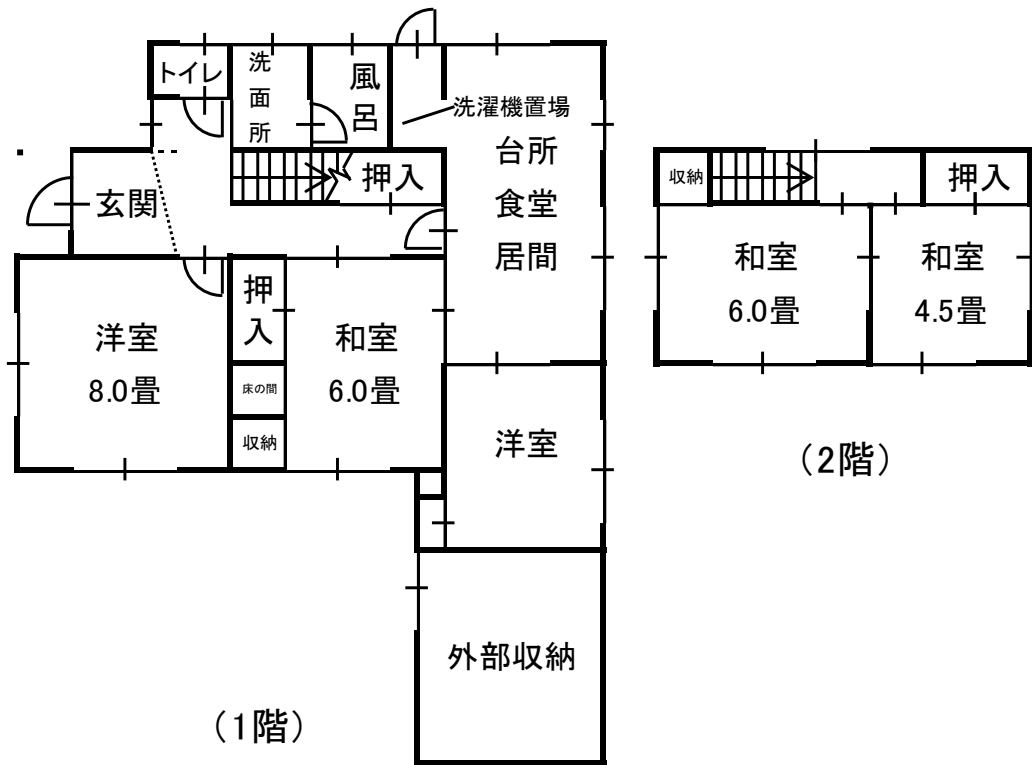 トイレ
洗面所
風呂
洗濯機置場
台所
食堂
居間
玄関
押入
洋室
8.0畳
押入
床の間
収納
和室
6.0畳
洋室
外部収納
（1階）
収納
押入
和室
6.0畳
和室
4.5畳
（2階）